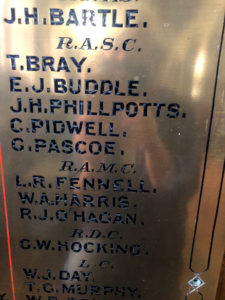 J.H.BARTLE.
R.A.S.C.
T.BRAY.
E.J.BUDDLE.
J.H.PHILLPOTTS.
C.PIDWELL.
G.PASCOE.
R.A.M.C.
L.R.FENNELL.
W.A.HARRIS.
R.J.O'HAGAN.
R.D.C.
G.W.HOCKING.
L.C.
W.J.DAY.
T.G.MURPHY.